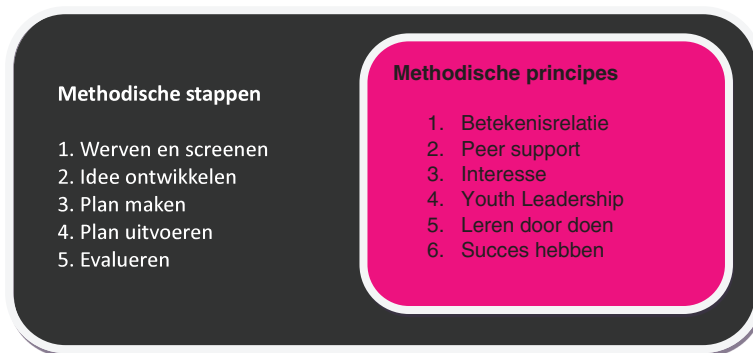 Methodische stappen
1. Werven en screenen
2. Idee ontwikkelen
3. Plan maken
4. Plan uitvoeren
5. Evalueren
Methodische principes
1. Betekenisrelatie
2. Peer support
3. Interesse
4. Youth Leadership
5. Leren door doen
6. Succes hebben